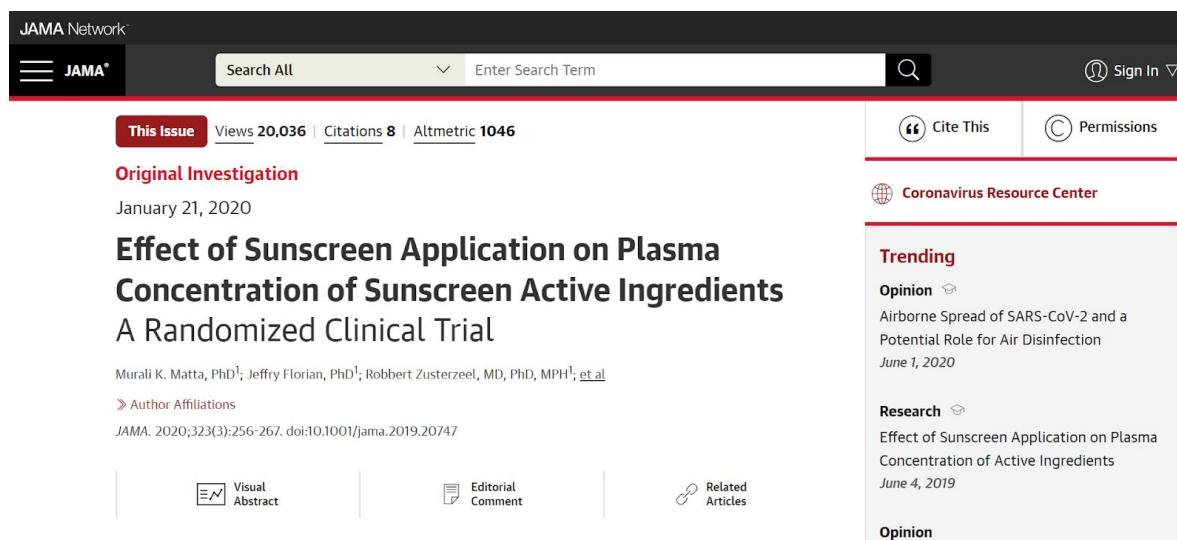 JAMA Network
JAMA®
Search All
Enter Search Term
Sign In
This Issue
Views 20,036 | Citations 8 | Altmetric 1046
Original Investigation
January 21, 2020
Effect of Sunscreen Application on Plasma
Concentration of Sunscreen Active Ingredients
A Randomized Clinical Trial
Murali K. Matta, PhD1; Jeffry Florian, PhD1; Robbert Zusterzeel, MD, PhD, MPH1; et al
Author Affiliations
JAMA. 2020;323(3):256-267. doi:10.1001/jama.2019.20747
Visual
Abstract
Editorial
Comment
Related
Articles
Cite This
Permissions
Coronavirus Resource Center
Trending
Opinion
Airborne Spread of SARS-CoV-2 and a
Potential Role for Air Disinfection
June 1, 2020
Research
Effect of Sunscreen Application on Plasma
Concentration of Active Ingredients
June 4, 2019
Opinion